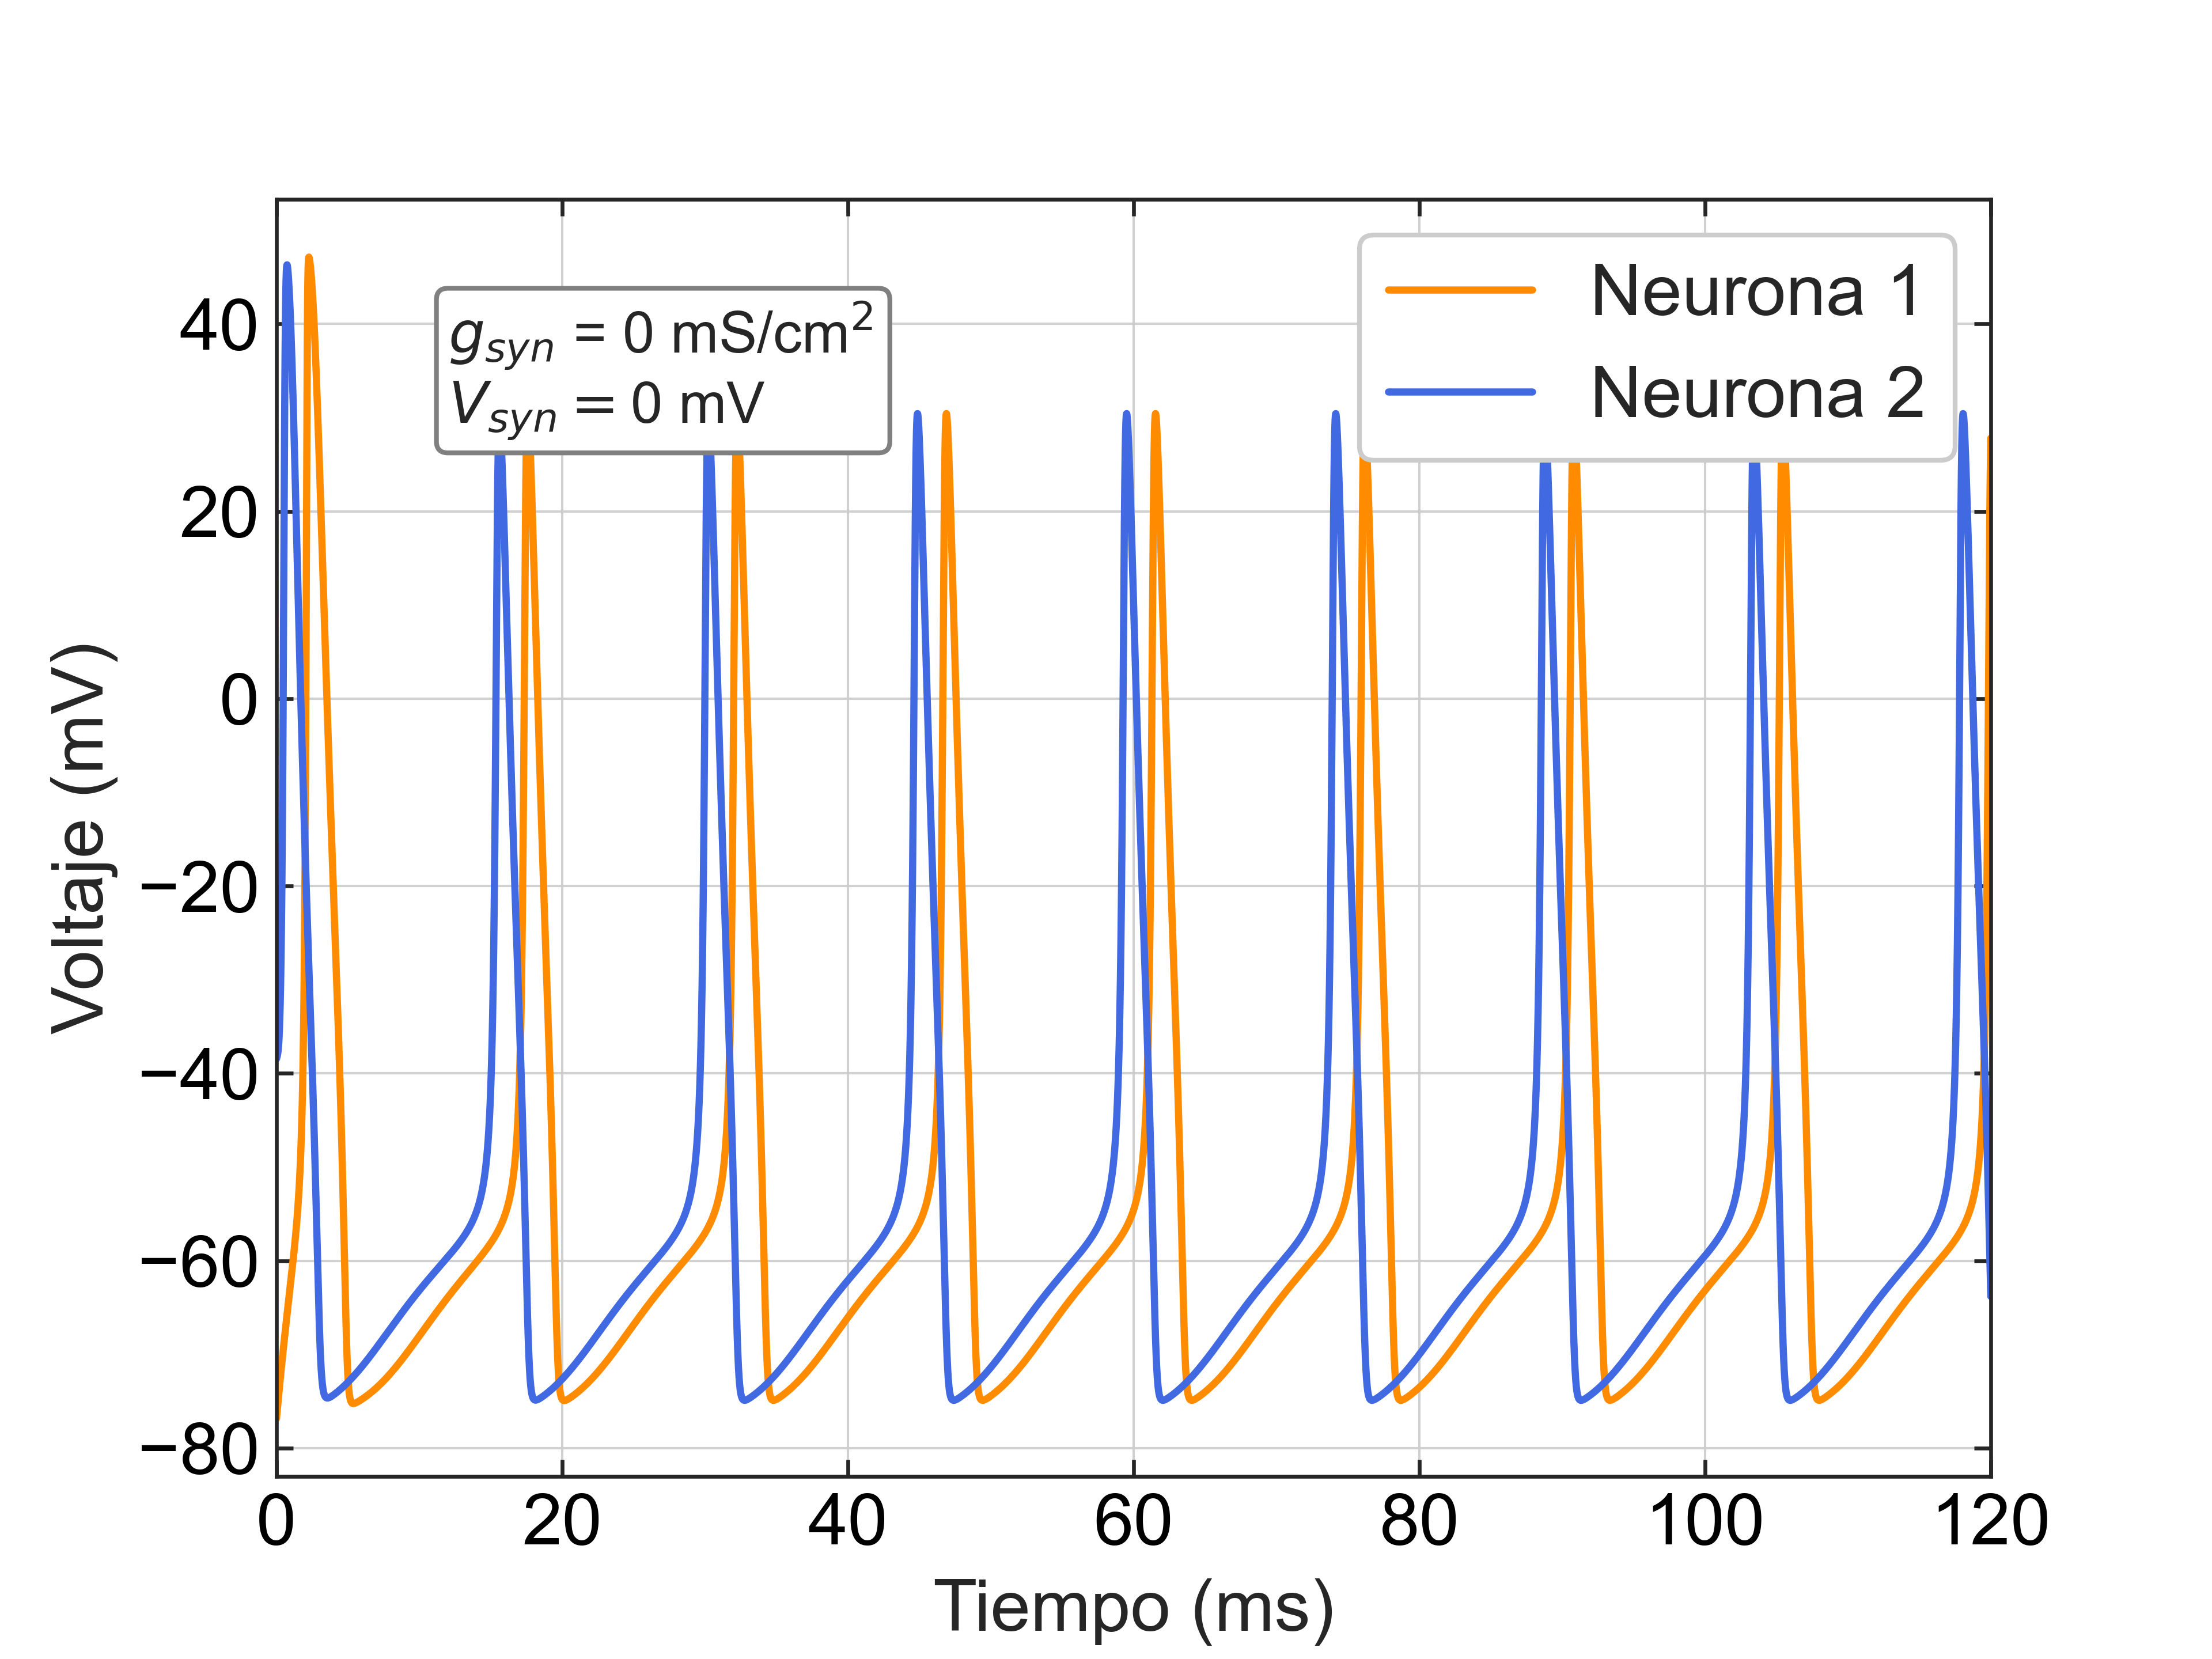 g_syn = 0 mS/cm²
V_syn = 0 mV
Neurona 1
Neurona 2
40
20
0
−20
−40
−60
−80
Voltaje (mV)
0 20 40 60 80 100 120
Tiempo (ms)